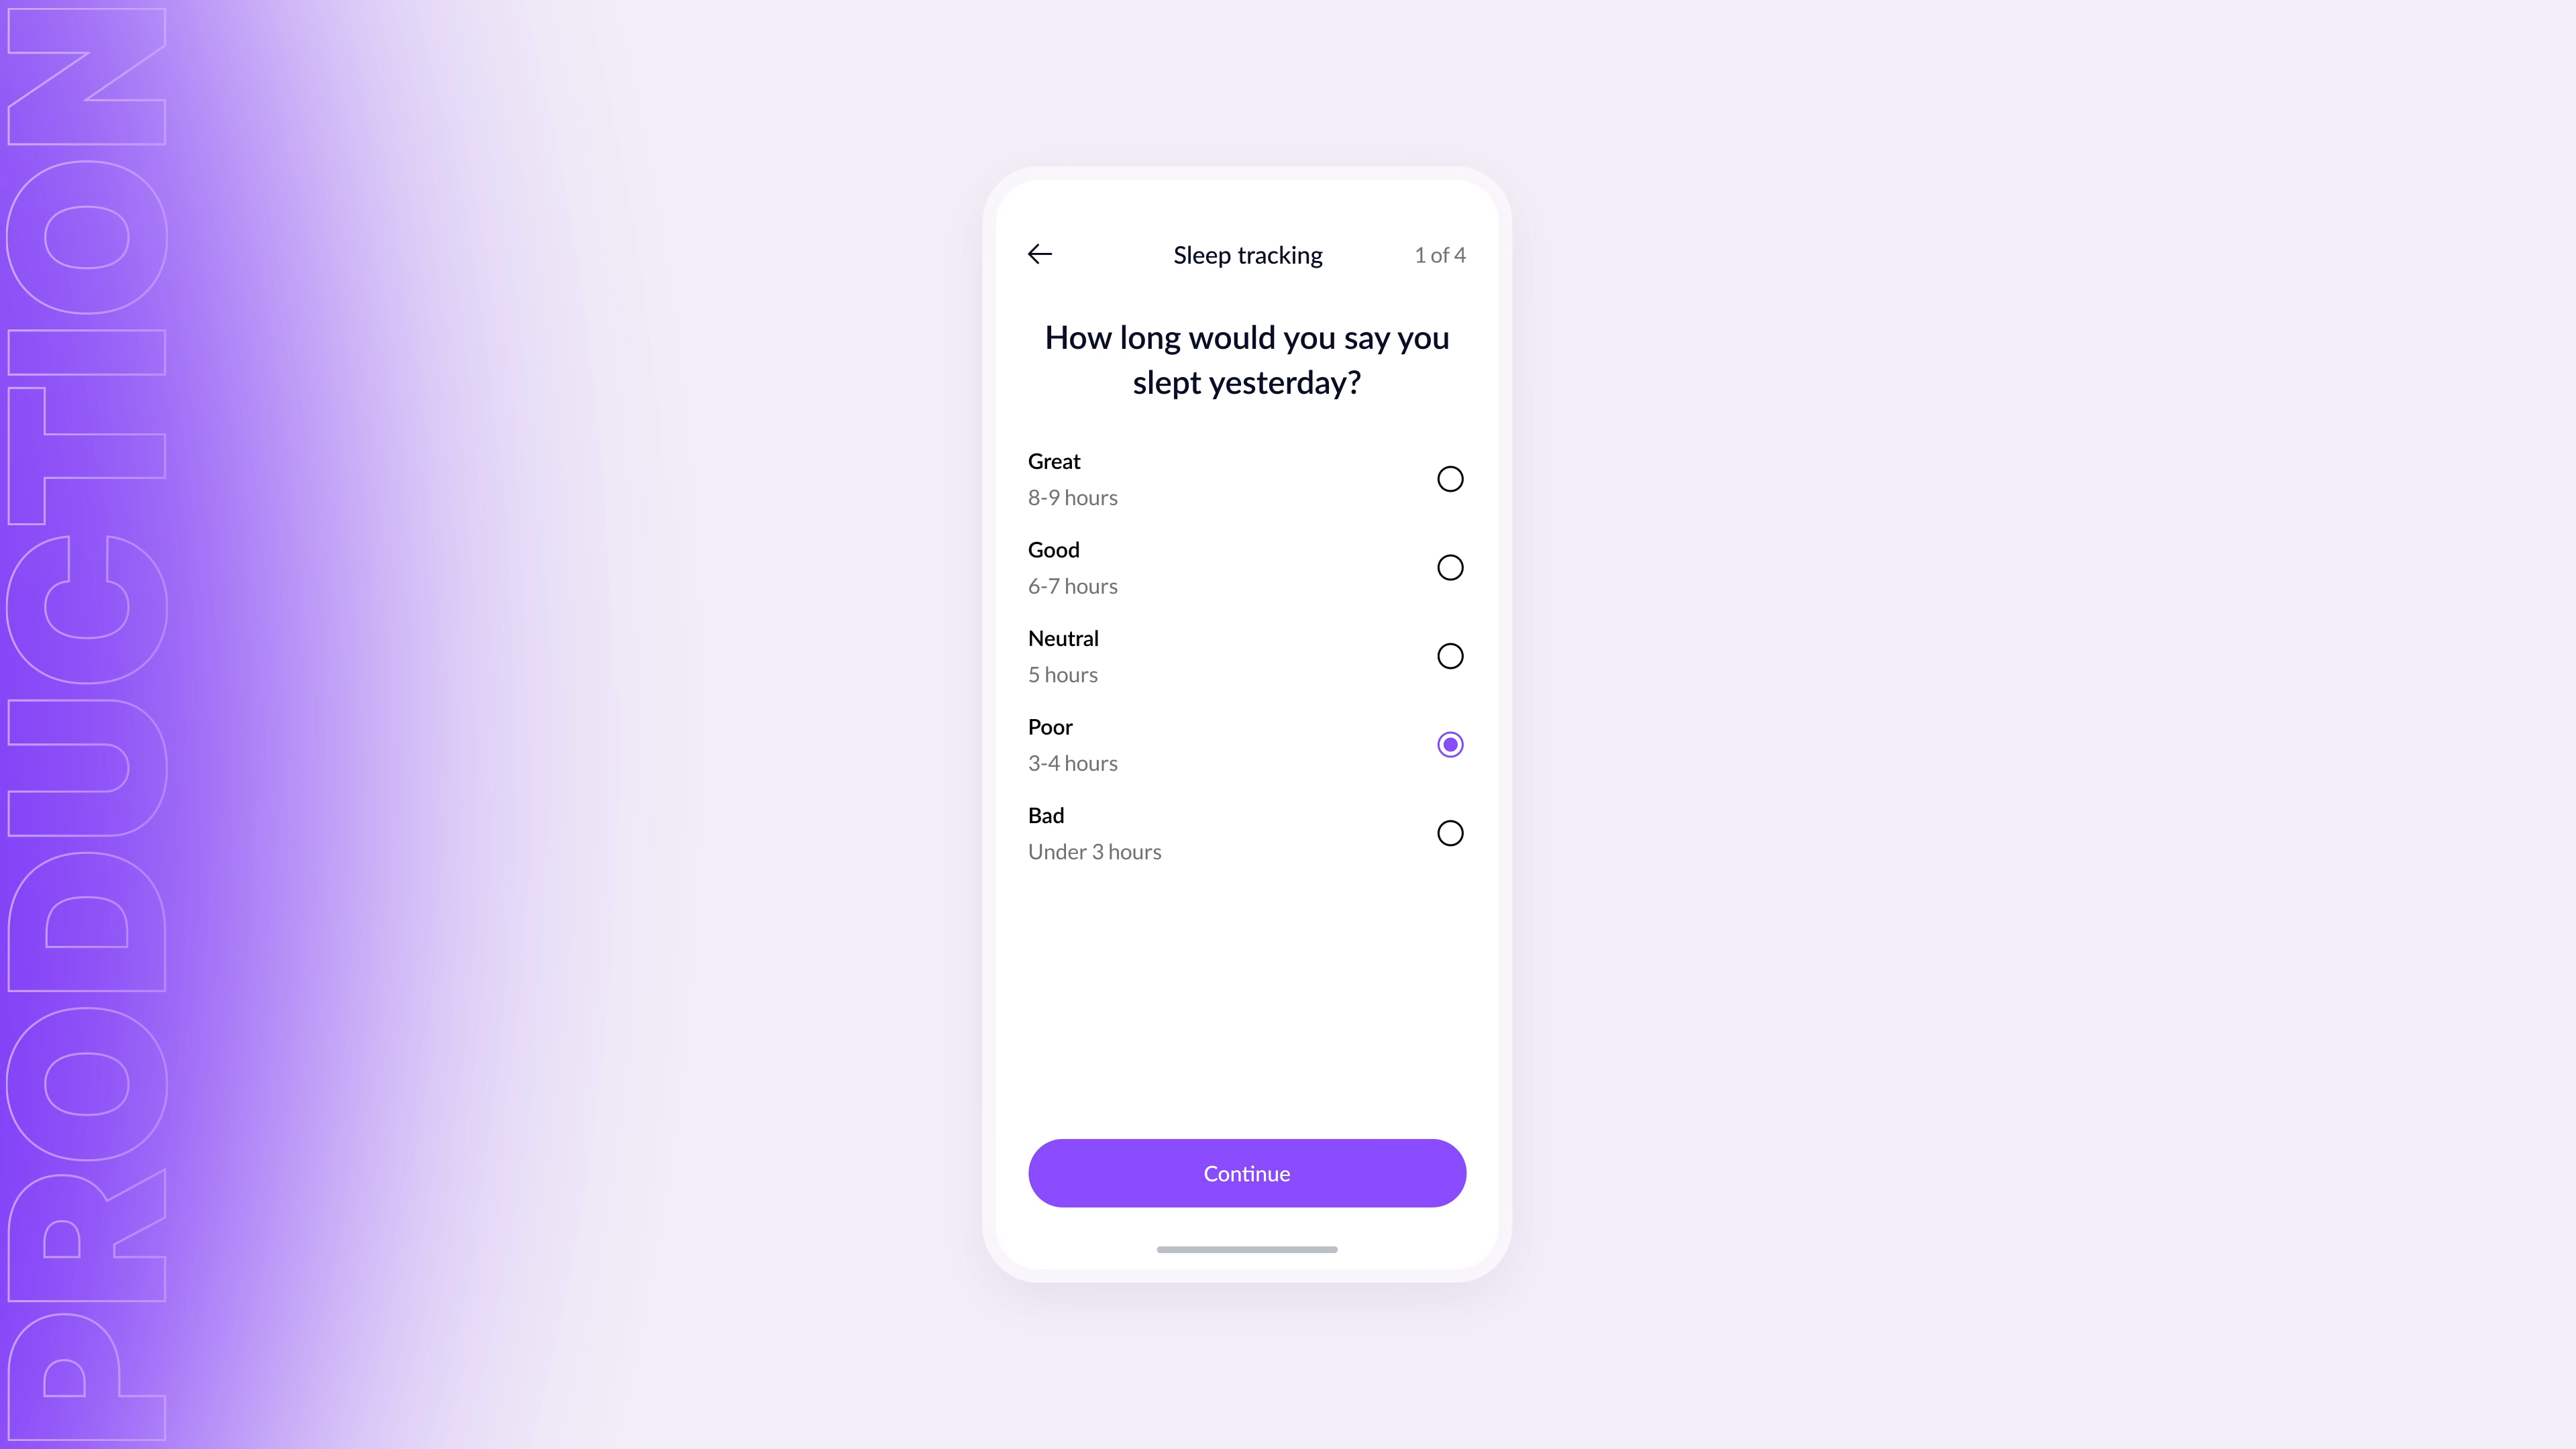 PRODUCTION
Sleep tracking
1 of 4
How long would you say you
slept yesterday?
Great
8-9 hours
Good
6-7 hours
Neutral
5 hours
Poor
3-4 hours
Bad
Under 3 hours
Continue